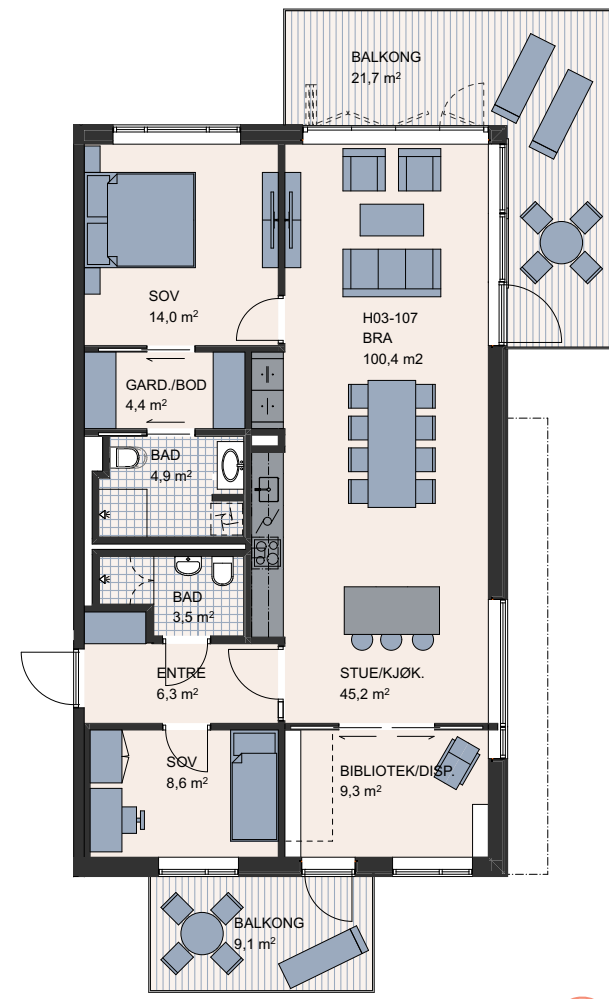 BALKONG
21,7 m²
SOV
14,0 m²
H03-107
BRA
100,4 m2
GARD./BOD
4,4 m²
BAD
4,9 m²
BAD
3,5 m²
ENTRE
6,3 m²
STUE/KJØK.
45,2 m²
SOV
8,6 m²
BIBLIOTEK/DISP.
9,3 m²
BALKONG
9,1 m²